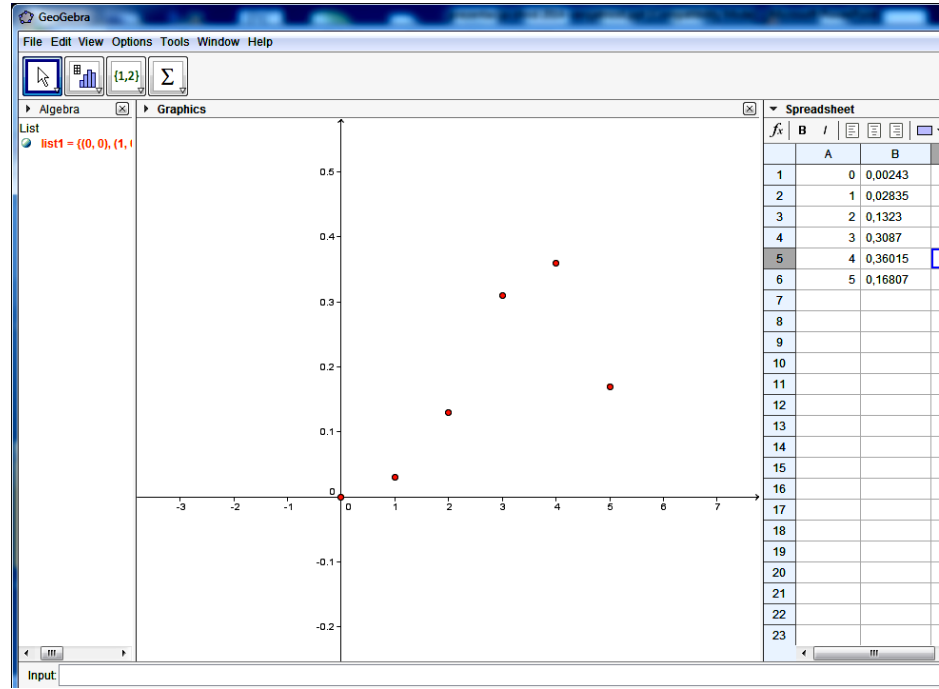 GeoGebra
File Edit View Options Tools Window Help
{1,2} Σ
Algebra
Graphics
Spreadsheet
List
list1 = {(0, 0), (1,
fx B I
A B
1 0 0,00243
2 1 0,02835
3 2 0,1323
4 3 0,3087
5 4 0,36015
6 5 0,16807
7
8
9
10
11
12
13
14
15
16
17
18
19
20
21
22
23
0.5
0.4
0.3
0.2
0.1
0
-3 -2 -1 0 1 2 3 4 5 6 7
-0.1
-0.2
Input: